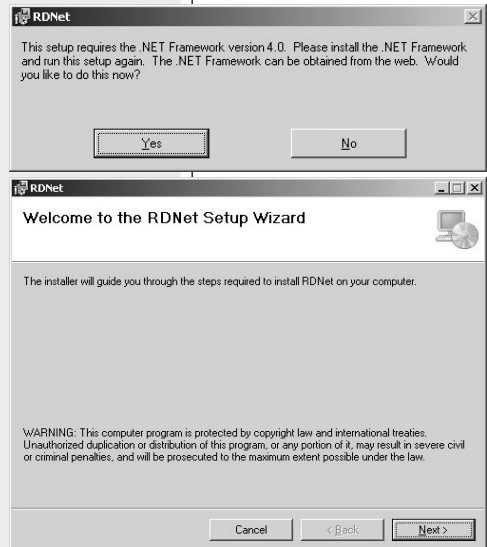 RDNet
This setup requires the .NET Framework version 4.0. Please install the .NET Framework
and run this setup again. The .NET Framework can be obtained from the web. Would
you like to do this now?
Yes
No
RDNet
Welcome to the RDNet Setup Wizard
The installer will guide you through the steps required to install RDNet on your computer.
WARNING: This computer program is protected by copyright law and international treaties.
Unauthorized duplication or distribution of this program, or any portion of it, may result in severe civil
or criminal penalties, and will be prosecuted to the maximum extent possible under the law.
Cancel
< Back
Next >